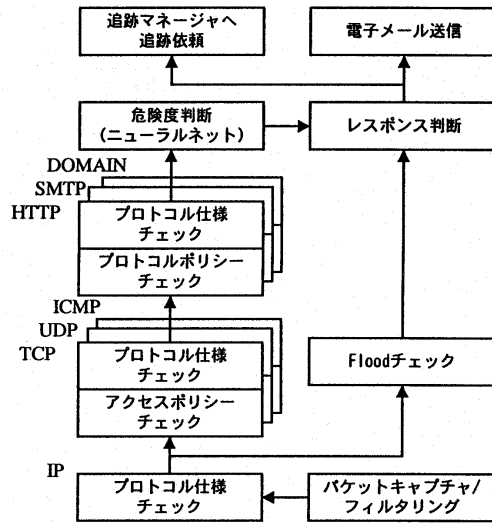 追跡マネージャへ
追跡依頼
電子メール送信
危険度判断
(ニューラルネット)
レスポンス判断
DOMAIN
SMTP
HTTP
プロトコル仕様
チェック
プロトコルポリシー
チェック
ICMP
UDP
TCP
プロトコル仕様
チェック
アクセスポリシー
チェック
Floodチェック
IP
プロトコル仕様
チェック
パケットキャプチャ/
フィルタリング